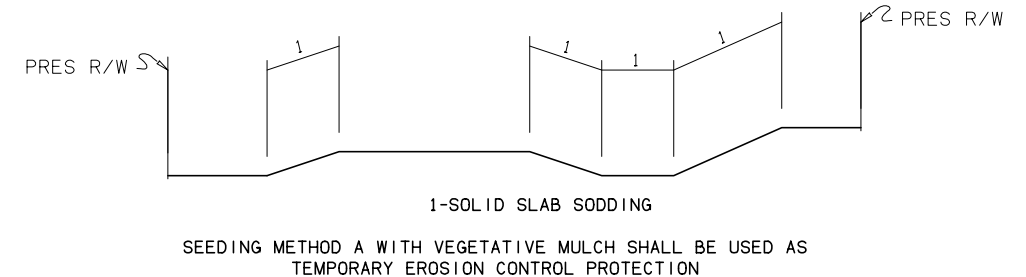 PRES R/W
PRES R/W
1
1
1
1
1-SOLID SLAB SODDING
SEEDING METHOD A WITH VEGETATIVE MULCH SHALL BE USED AS
TEMPORARY EROSION CONTROL PROTECTION